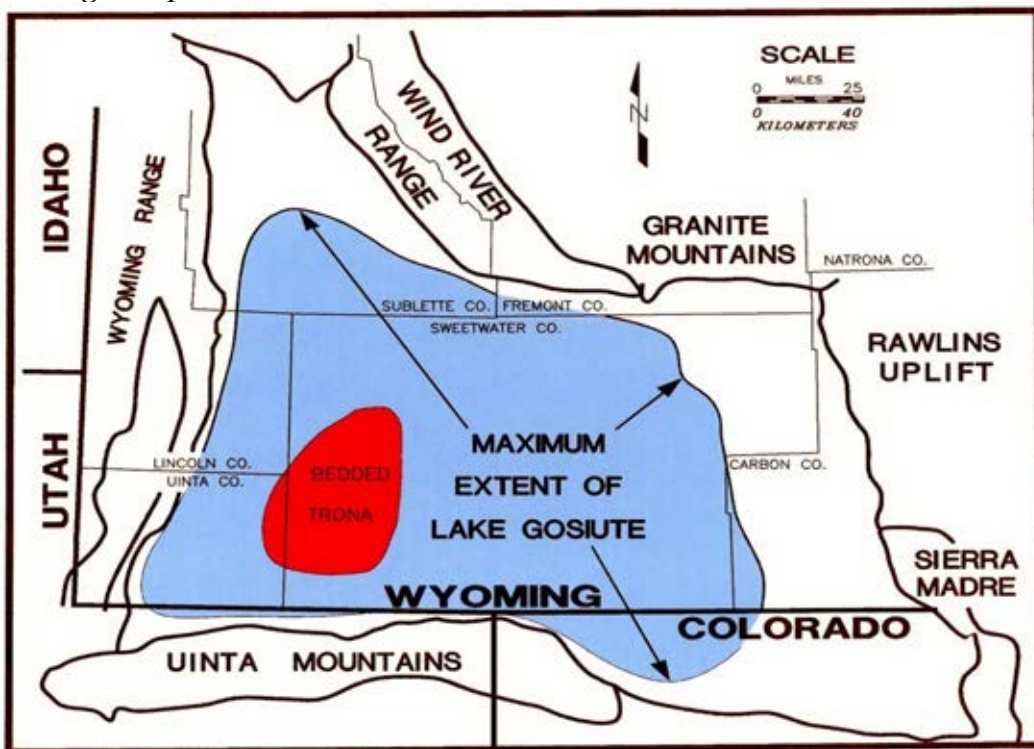 SCALE
MILES
0 25
0 40
KILOMETERS
N
WIND RIVER
RANGE
IDAHO
WYOMING RANGE
GRANITE
MOUNTAINS
NATRONA CO.
SUBLETTE CO. FREMONT CO.
SWEETWATER CO.
RAWLINS
UPLIFT
UTAH
MAXIMUM
EXTENT OF
LAKE GOSIUTE
LINCOLN CO.
UINTA CO.
BEDDED
TRONA
CARBON CO.
SIERRA
MADRE
WYOMING
COLORADO
UINTA MOUNTAINS